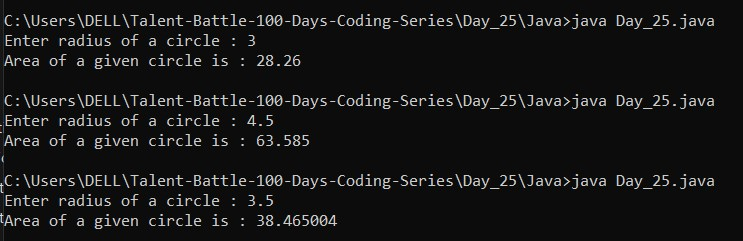 C:\Users\DELL\Talent-Battle-100-Days-Coding-Series\Day_25\Java>java Day_25.java
Enter radius of a circle : 3
Area of a given circle is : 28.26
C:\Users\DELL\Talent-Battle-100-Days-Coding-Series\Day_25\Java>java Day_25.java
Enter radius of a circle : 4.5
Area of a given circle is : 63.585
C:\Users\DELL\Talent-Battle-100-Days-Coding-Series\Day_25\Java>java Day_25.java
Enter radius of a circle : 3.5
Area of a given circle is : 38.465004